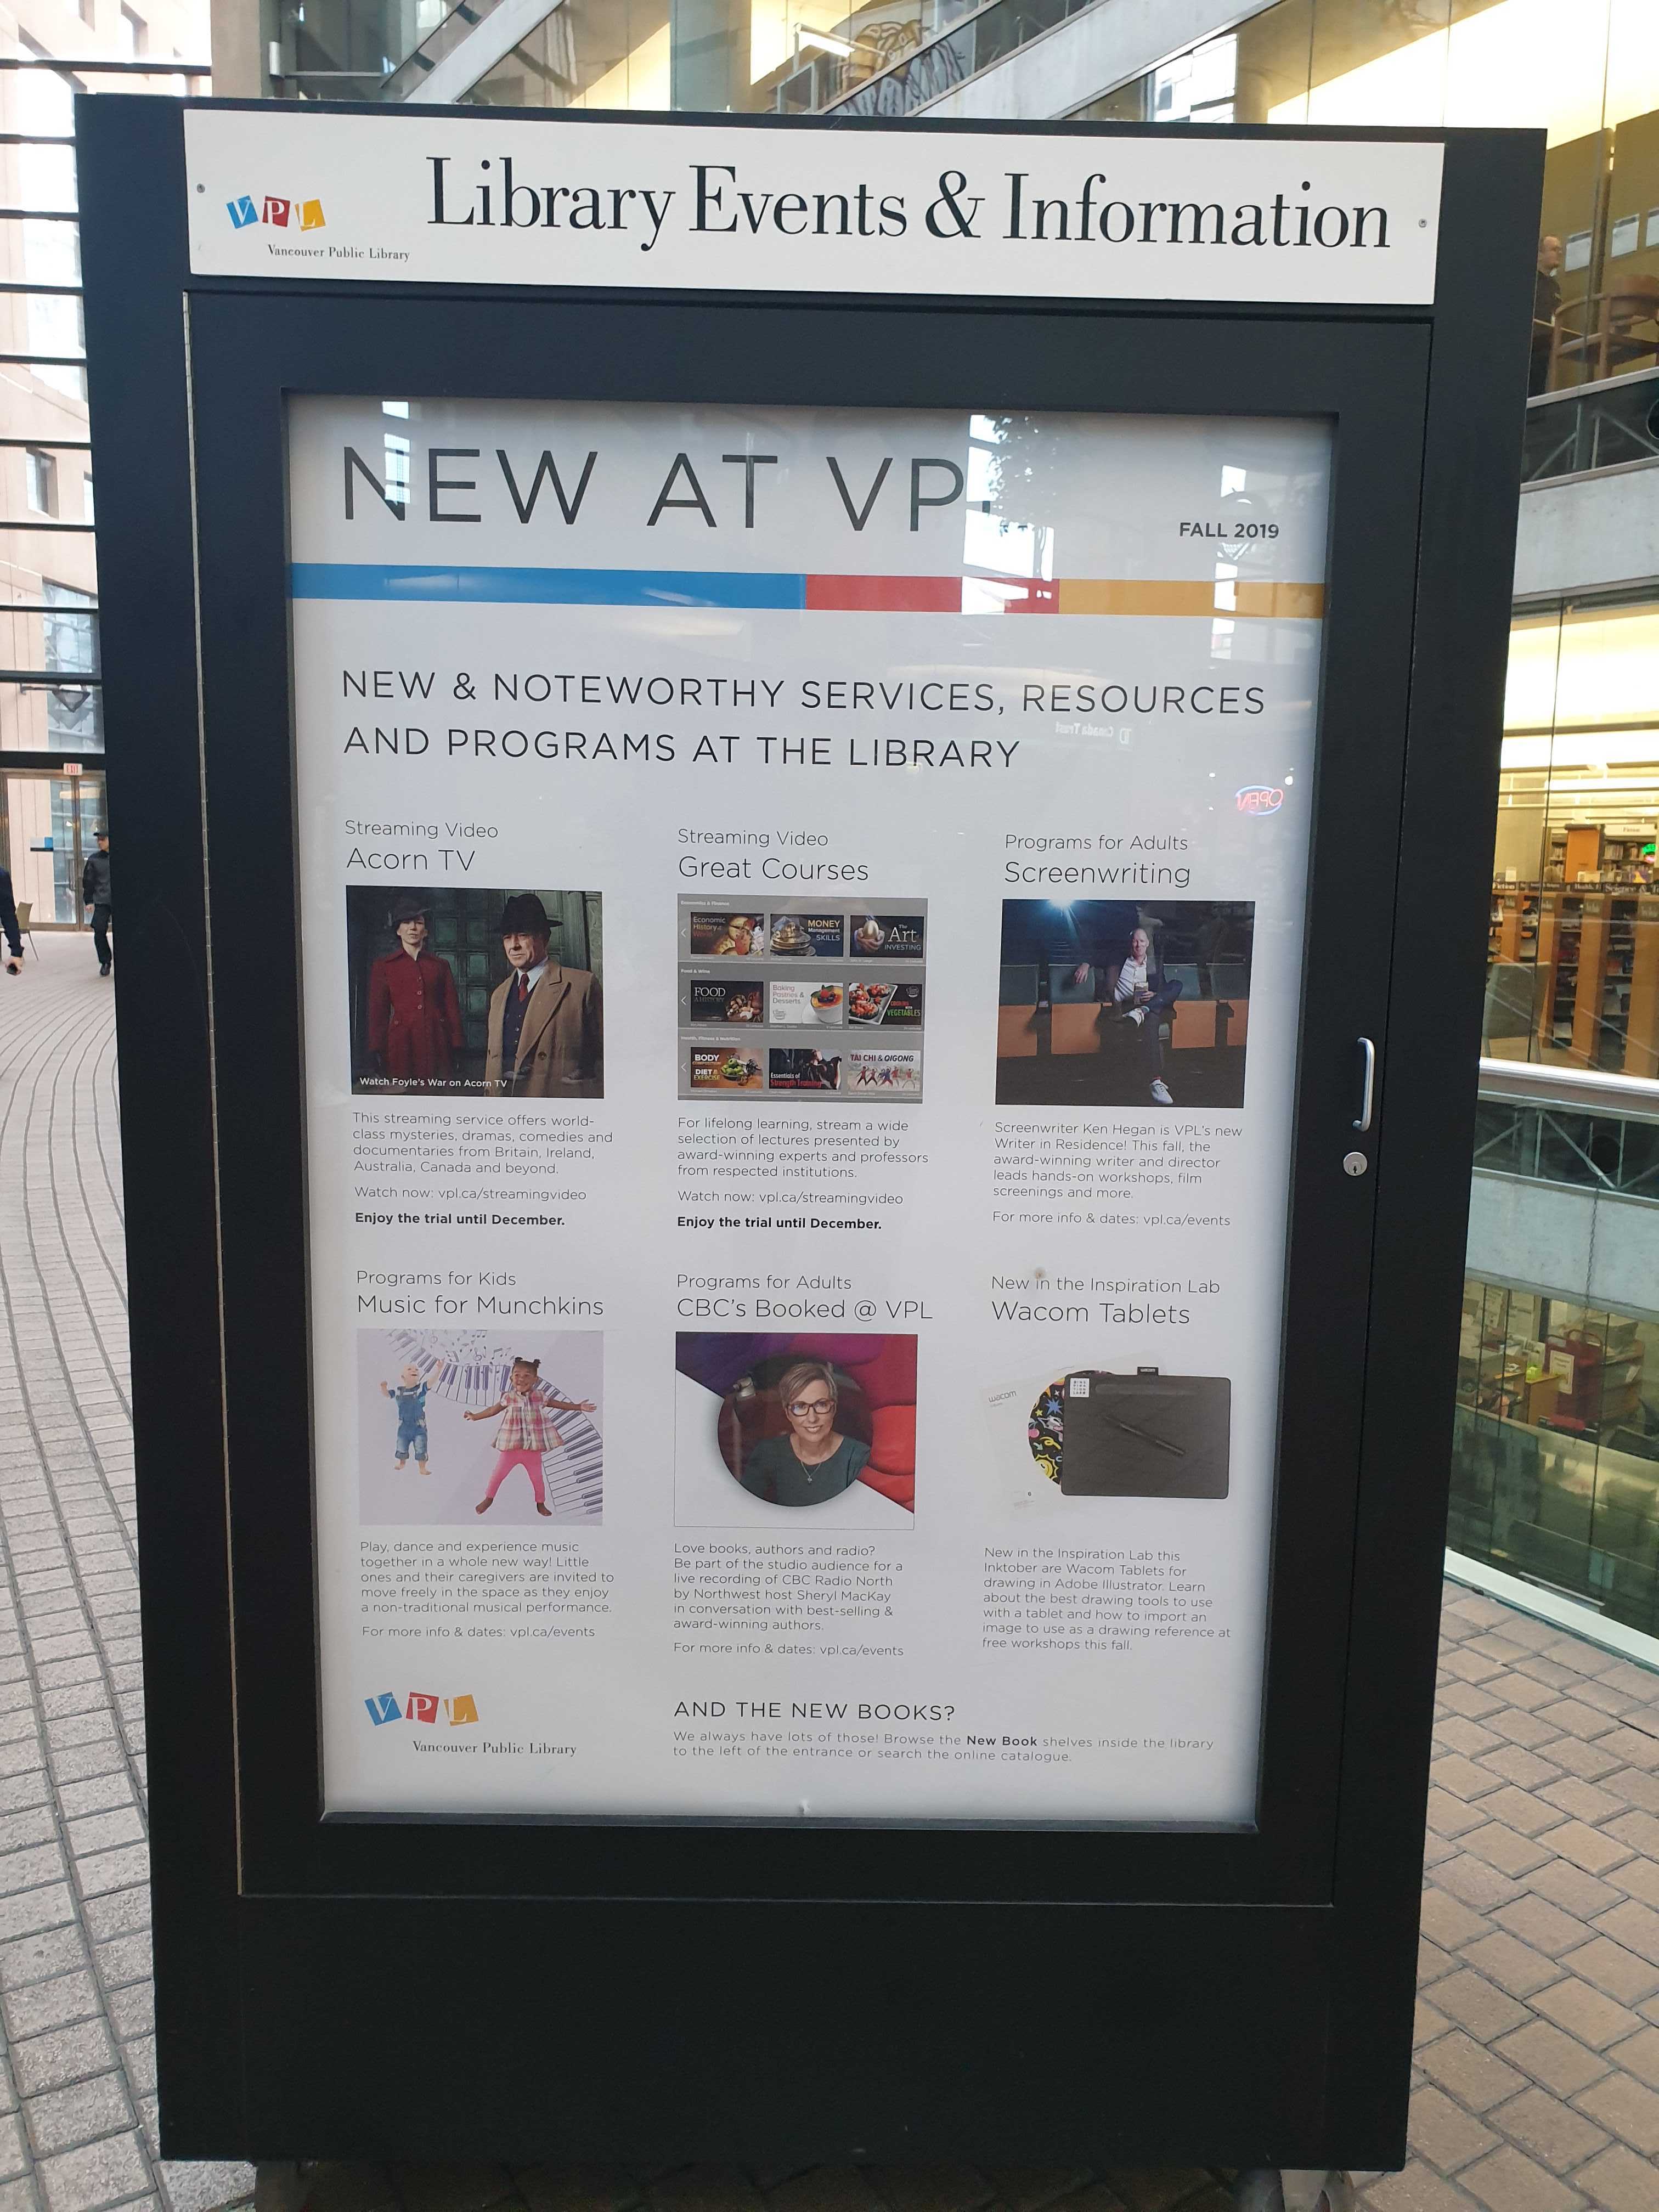 VPL
Vancouver Public Library
Library Events & Information
NEW AT VPL
FALL 2019
NEW & NOTEWORTHY SERVICES, RESOURCES
AND PROGRAMS AT THE LIBRARY
Canada Trust
OPEN
Streaming Video
Acorn TV
Watch Foyle's War on Acorn TV
This streaming service offers world-
class mysteries, dramas, comedies and
documentaries from Britain, Ireland,
Australia, Canada and beyond.
Watch now: vpl.ca/streamingvideo
Enjoy the trial until December.
Streaming Video
Great Courses
Economics & Finance
Economic
History
MONEY
Management
SKILLS
The
Art
INVESTING
Food & Wine
FOOD
Baking
Pastries &
Desserts
COOKING
VEGETABLES
Health, Fitness & Nutrition
BODY
DIET &
EXERCISE
Essentials of
Strength Training
TAI CHI & QIGONG
For lifelong learning, stream a wide
selection of lectures presented by
award-winning experts and professors
from respected institutions.
Watch now: vpl.ca/streamingvideo
Enjoy the trial until December.
Programs for Adults
Screenwriting
Screenwriter Ken Hegan is VPL's new
Writer in Residence! This fall, the
award-winning writer and director
leads hands-on workshops, film
screenings and more.
For more info & dates: vpl.ca/events
Programs for Kids
Music for Munchkins
Play, dance and experience music
together in a whole new way! Little
ones and their caregivers are invited to
move freely in the space as they enjoy
a non-traditional musical performance.
For more info & dates: vpl.ca/events
Programs for Adults
CBC's Booked @ VPL
Love books, authors and radio?
Be part of the studio audience for a
live recording of CBC Radio North
by Northwest host Sheryl MacKay
in conversation with best-selling &
award-winning authors.
For more info & dates: vpl.ca/events
New in the Inspiration Lab
Wacom Tablets
wacom
New in the Inspiration Lab this
Inktober are Wacom Tablets for
drawing in Adobe Illustrator. Learn
about the best drawing tools to use
with a tablet and how to import an
image to use as a drawing reference at
free workshops this fall.
VPL
Vancouver Public Library
AND THE NEW BOOKS?
We always have lots of those! Browse the New Book shelves inside the library
to the left of the entrance or search the online catalogue.
EXIT